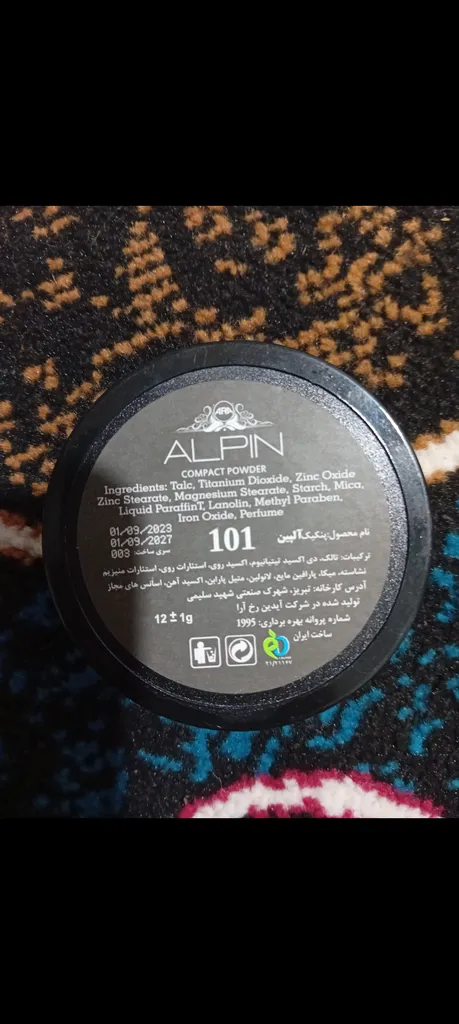 ARA
ALPIN
COMPACT POWDER
Ingredients: Talc, Titanium Dioxide, Zinc Oxide
Zinc Stearate, Magnesium Stearate, Starch, Mica,
Liquid ParaffinT, Lanolin, Methyl Paraben,
Iron Oxide, Perfume
01/09/2023
01/09/2027
سری ساخت: 003
101
نام محصول: پنکیک آلپین
ترکیبات: تالک، دی اکسید تیتیانیوم، اکسید روی، استئارات روی، استئارات منیزیم
نشاسته، میکا، پارافین مایع، لانولین، متیل پارابن، اکسید آهن، اسانس های مجاز
آدرس کارخانه: تبریز، شهرک صنعتی شهید سلیمی
تولید شده در شرکت آیدین رخ آرا
شماره پروانه بهره برداری: 1995
ساخت ایران
12 ± 1g